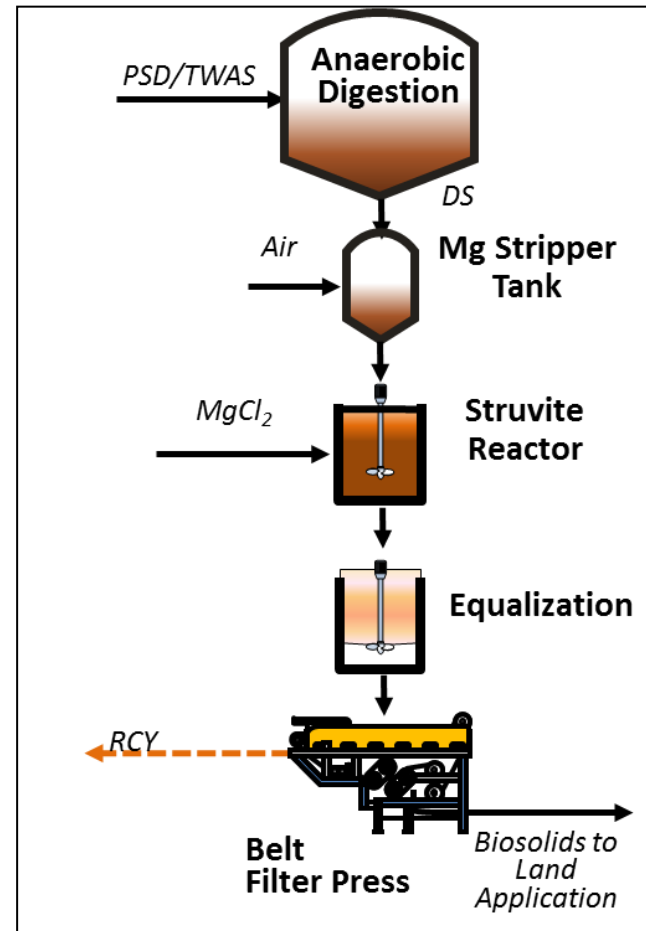 Anaerobic
Digestion
PSD/TWAS
DS
Air
Mg Stripper
Tank
MgCl₂
Struvite
Reactor
Equalization
RCY
Belt
Filter Press
Biosolids to
Land
Application